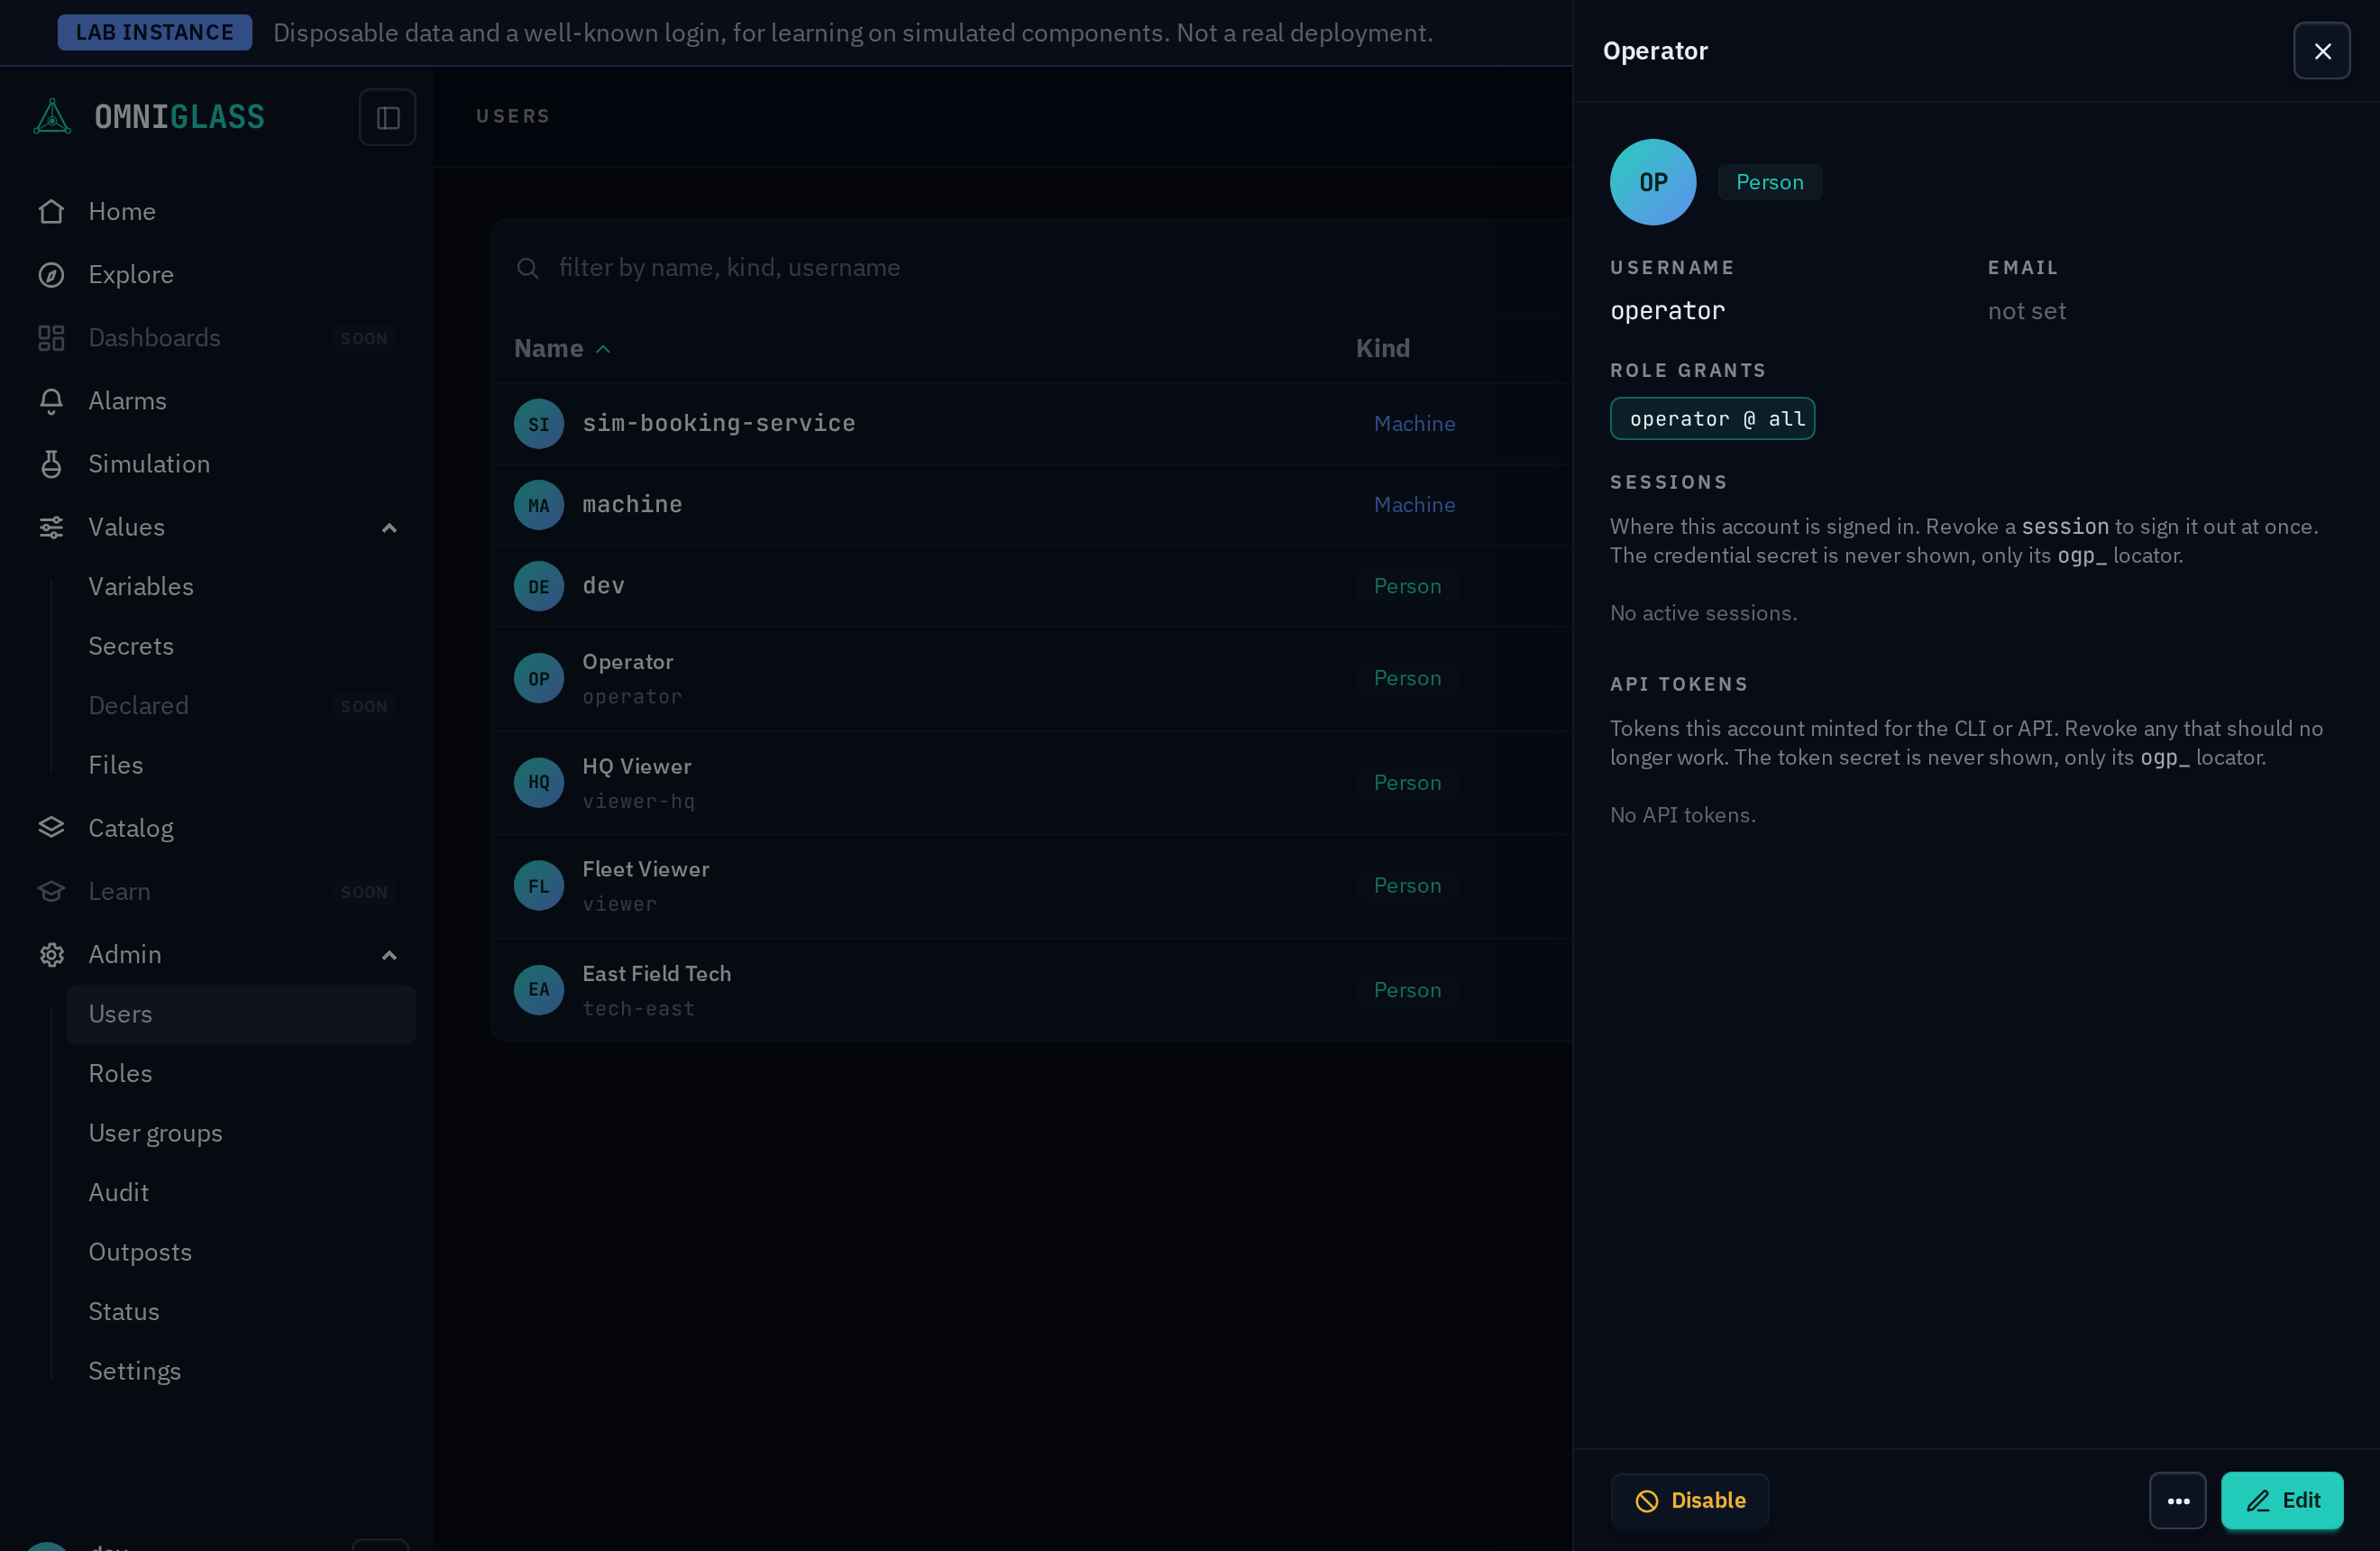 LAB INSTANCE Disposable data and a well-known login, for learning on simulated components. Not a real deployment.
OMNIGLASS
Home
Explore
Dashboards SOON
Alarms
Simulation
Values
Variables
Secrets
Declared SOON
Files
Catalog
Learn SOON
Admin
Users
Roles
User groups
Audit
Outposts
Status
Settings
USERS
filter by name, kind, username
Name Kind
SI sim-booking-service Machine
MA machine Machine
DE dev Person
OP Operator Person
operator
HQ HQ Viewer Person
viewer-hq
FL Fleet Viewer Person
viewer
EA East Field Tech Person
tech-east
Operator
OP Person
USERNAME EMAIL
operator not set
ROLE GRANTS
operator @ all
SESSIONS
Where this account is signed in. Revoke a session to sign it out at once.
The credential secret is never shown, only its ogp_ locator.
No active sessions.
API TOKENS
Tokens this account minted for the CLI or API. Revoke any that should no
longer work. The token secret is never shown, only its ogp_ locator.
No API tokens.
Disable
Edit